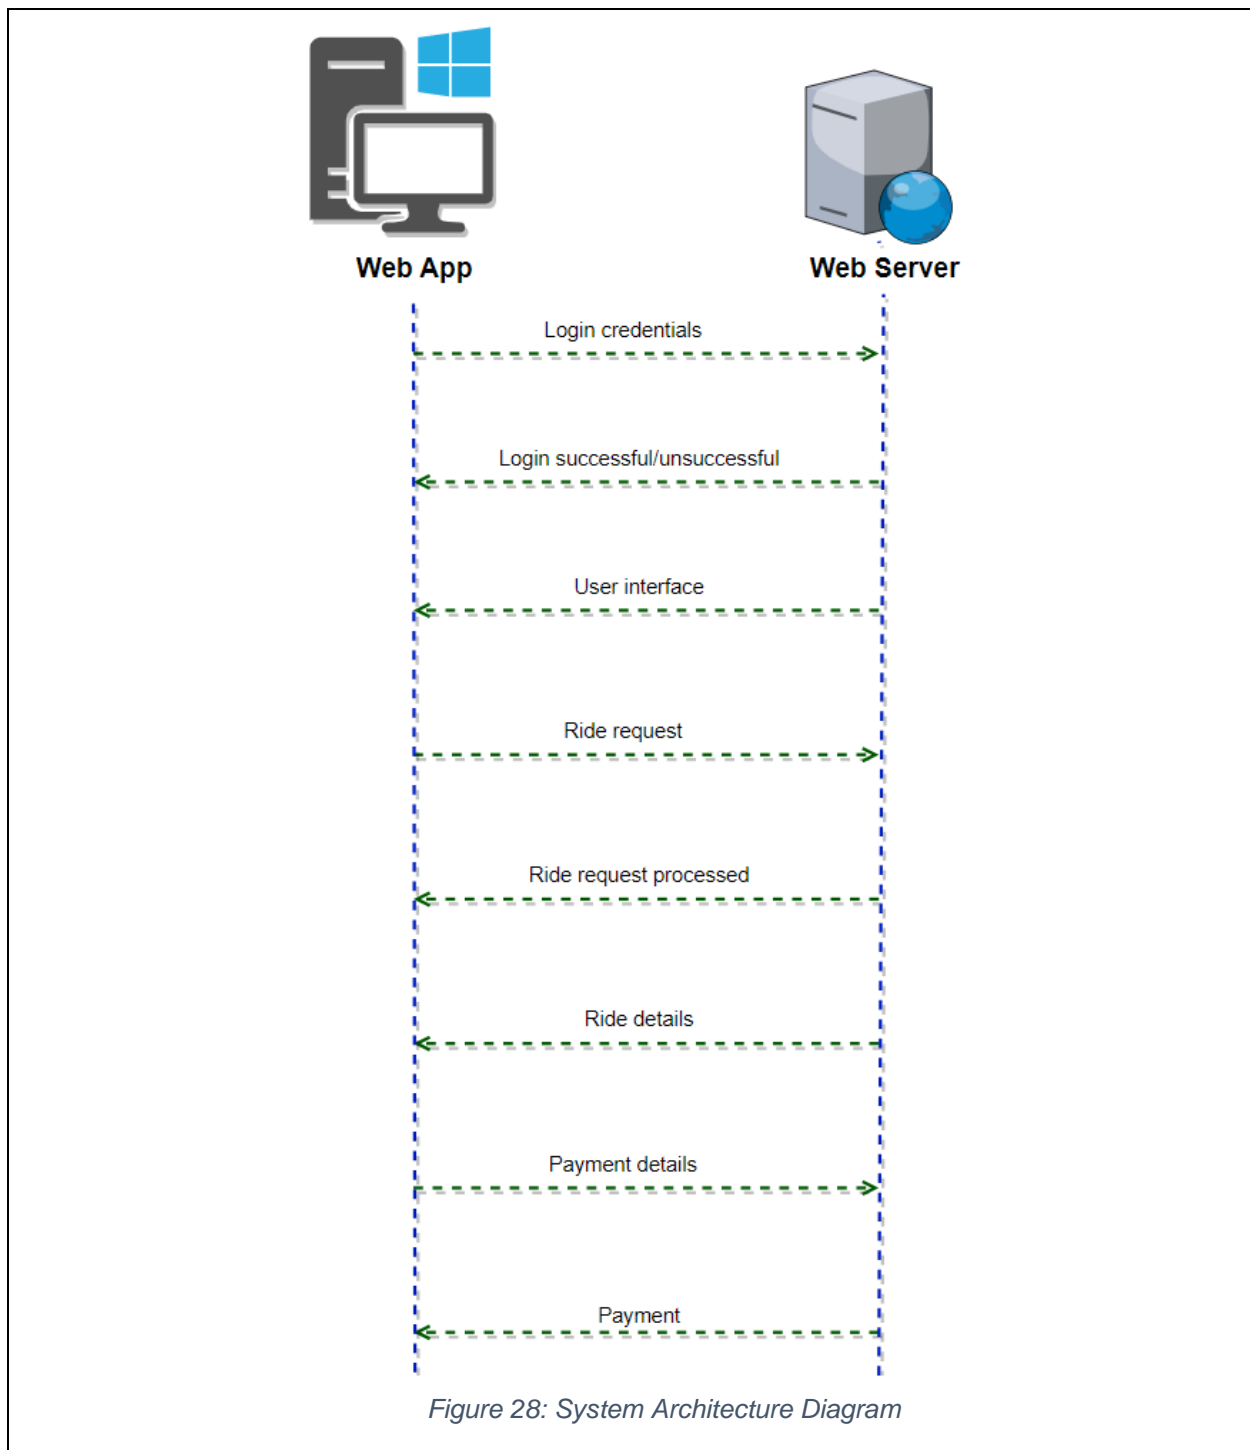 Web App
Web Server
Login credentials
Login successful/unsuccessful
User interface
Ride request
Ride request processed
Ride details
Payment details
Payment
Figure 28: System Architecture Diagram